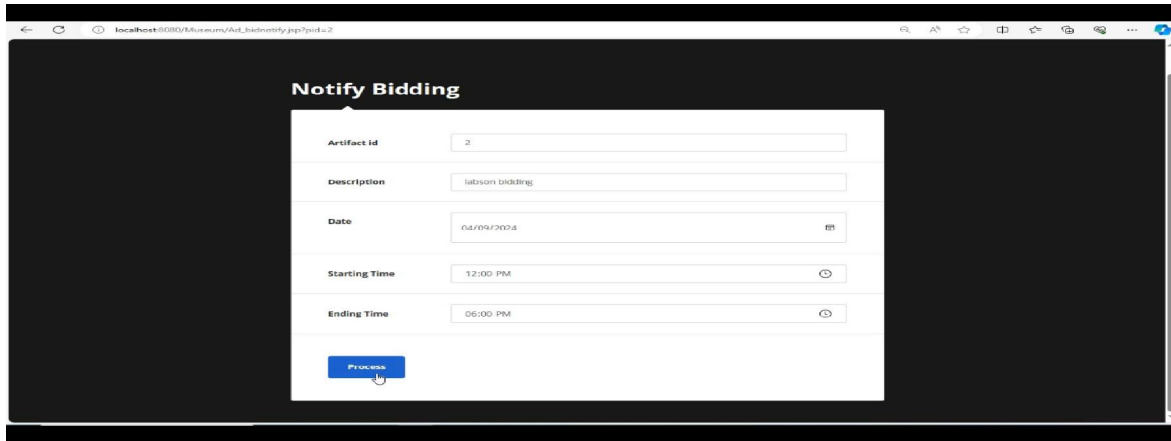 localhost:8080/Museum/Ad_bidnotify.jsp?pid=2
Notify Bidding
Artifact id 2
Description labson bidding
Date 04/09/2024
Starting Time 12:00 PM
Ending Time 06:00 PM
Process